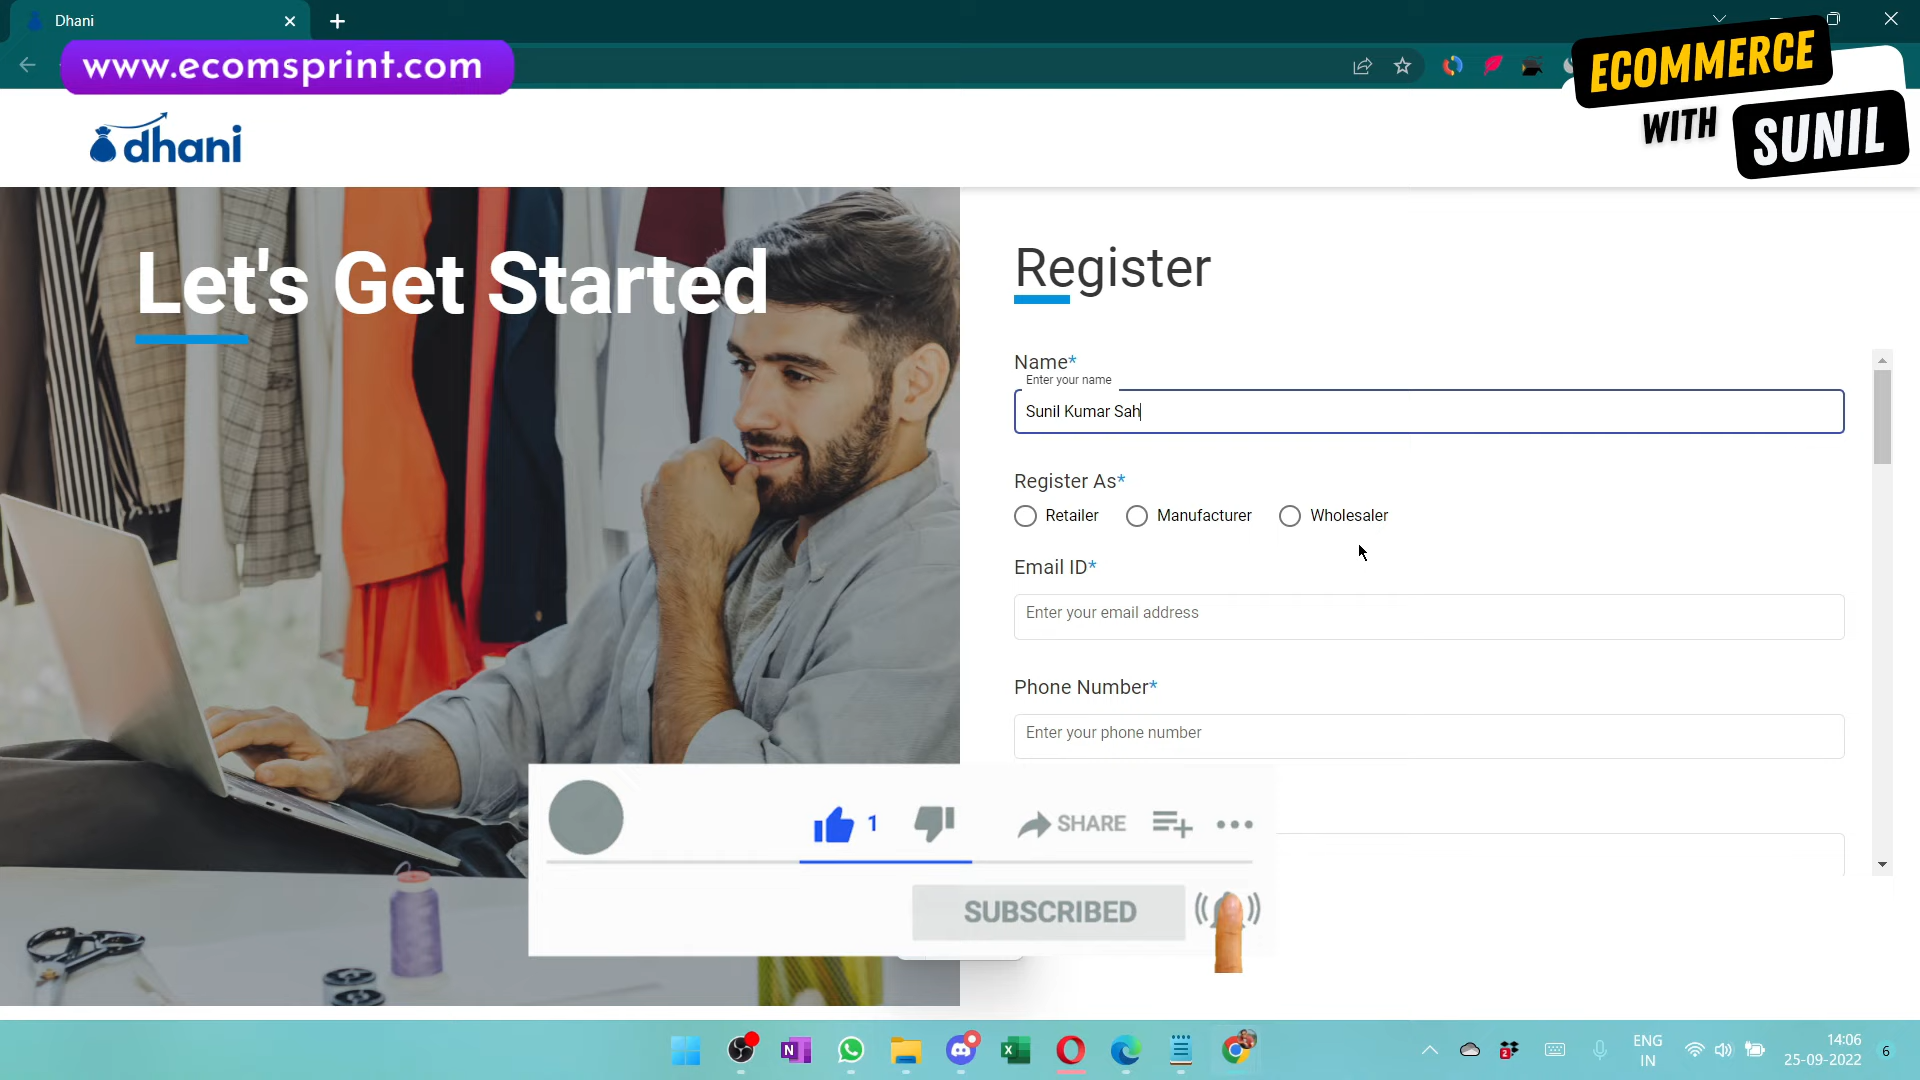 Dhani
www.ecomsprint.com
ECOMMERCE
WITH SUNIL
dhani
Let's Get Started
Register
Name*
Enter your name
Sunil Kumar Sah
Register As*
Retailer
Manufacturer
Wholesaler
Email ID*
Enter your email address
Phone Number*
Enter your phone number
1
SHARE
SUBSCRIBED
N
X
2
ENG
IN
14:06
25-09-2022
6